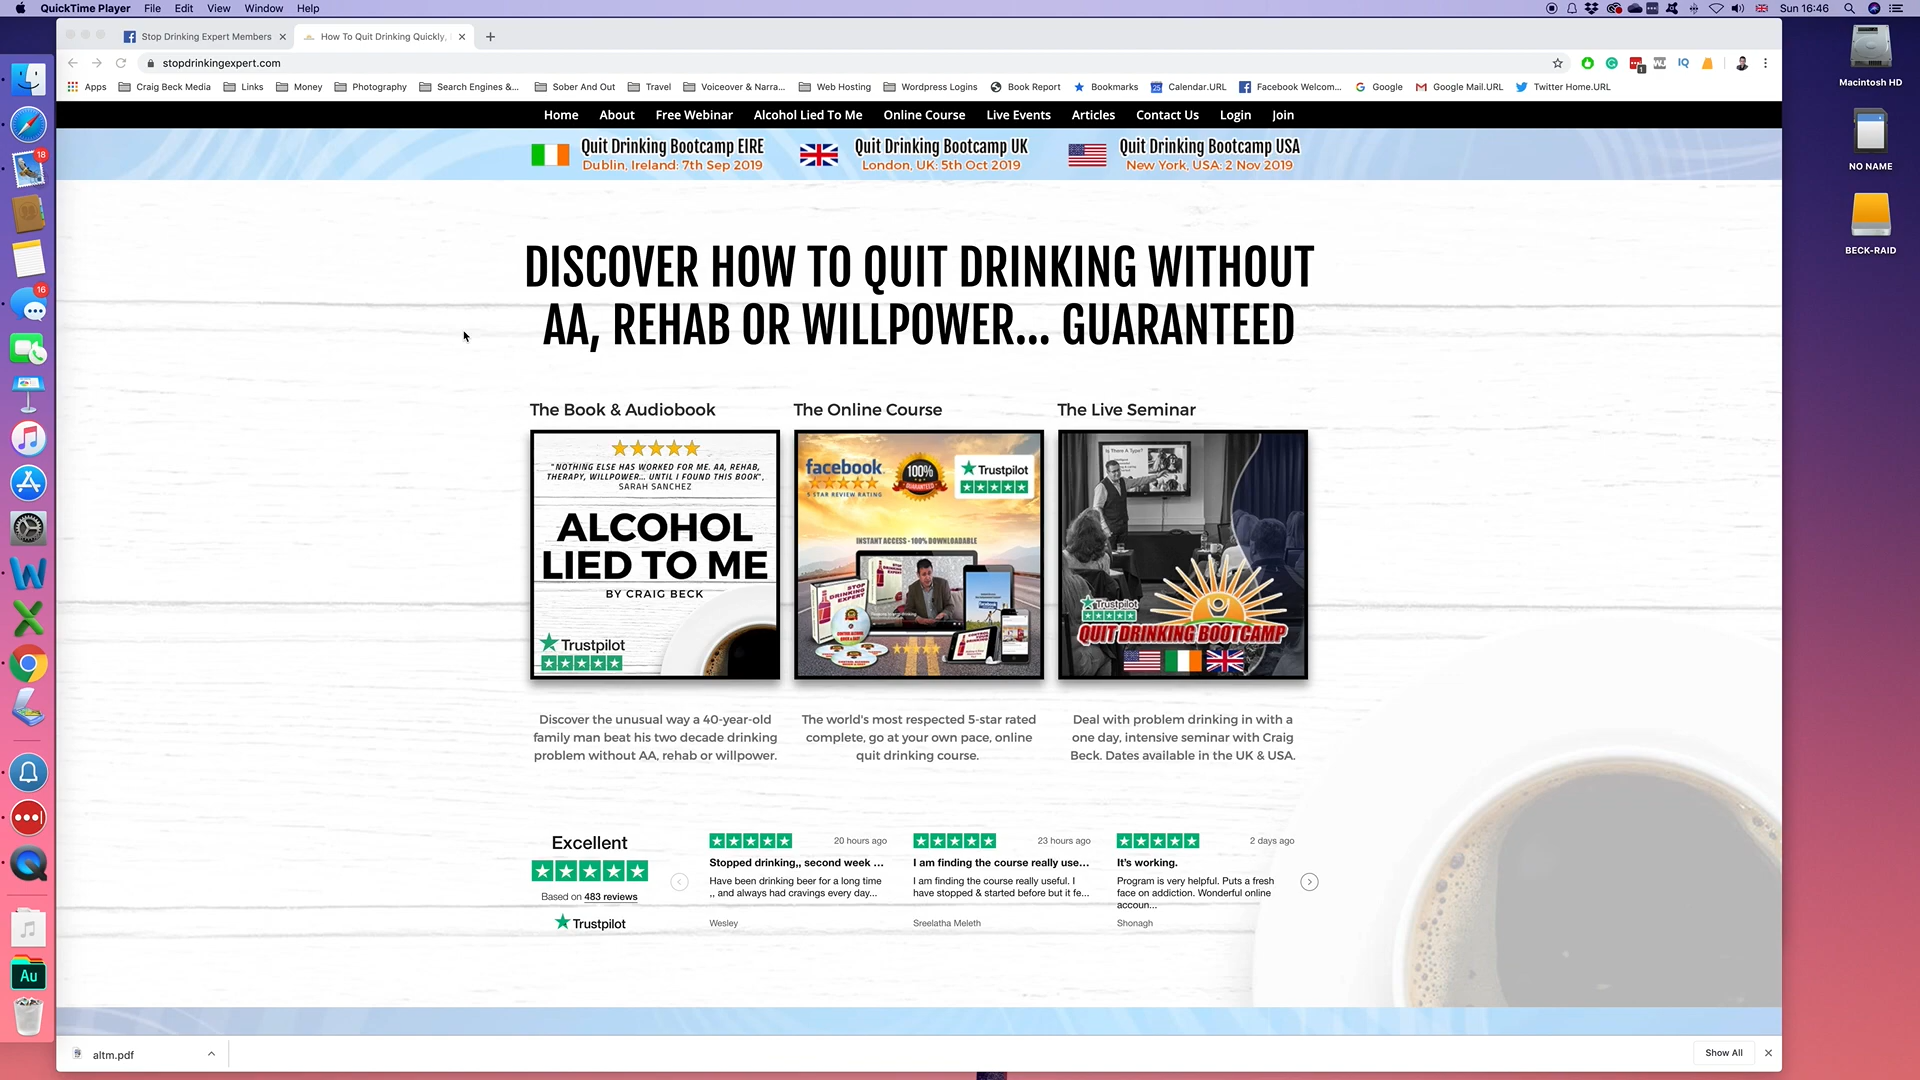 QuickTime Player File Edit View Window Help
Sun 16:46
Stop Drinking Expert Members
How To Quit Drinking Quickly,
stopdrinkingexpert.com
Apps Craig Beck Media Links Money Photography Search Engines &... Sober And Out Travel Voiceover & Narra... Web Hosting Wordpress Logins Book Report Bookmarks Calendar.URL Facebook Welcom... Google Google Mail.URL Twitter Home.URL
Home About Free Webinar Alcohol Lied To Me Online Course Live Events Articles Contact Us Login Join
Quit Drinking Bootcamp EIRE
Dublin, Ireland: 7th Sep 2019
Quit Drinking Bootcamp UK
London, UK: 5th Oct 2019
Quit Drinking Bootcamp USA
New York, USA: 2 Nov 2019
DISCOVER HOW TO QUIT DRINKING WITHOUT
AA, REHAB OR WILLPOWER... GUARANTEED
The Book & Audiobook
"NOTHING ELSE HAS WORKED FOR ME. AA, REHAB,
THERAPY, WILLPOWER... UNTIL I FOUND THIS BOOK",
SARAH SANCHEZ
ALCOHOL
LIED TO ME
BY CRAIG BECK
Trustpilot
Discover the unusual way a 40-year-old
family man beat his two decade drinking
problem without AA, rehab or willpower.
The Online Course
facebook
5 STAR REVIEW RATING
100%
Trustpilot
INSTANT ACCESS - 100% DOWNLOADABLE
The world's most respected 5-star rated
complete, go at your own pace, online
quit drinking course.
The Live Seminar
Is There A Type?
Trustpilot
QUIT DRINKING BOOTCAMP
Deal with problem drinking in with a
one day, intensive seminar with Craig
Beck. Dates available in the UK & USA.
Excellent
Based on 483 reviews
Trustpilot
20 hours ago
Stopped drinking,, second week ...
Have been drinking beer for a long time
,, and always had cravings every day...
Wesley
23 hours ago
I am finding the course really use...
I am finding the course really useful. I
have stopped & started before but it fe...
Sreelatha Meleth
2 days ago
It's working.
Program is very helpful. Puts a fresh
face on addiction. Wonderful online
accoun...
Shonagh
altm.pdf
Show All
Macintosh HD
NO NAME
BECK-RAID
18
16
Au